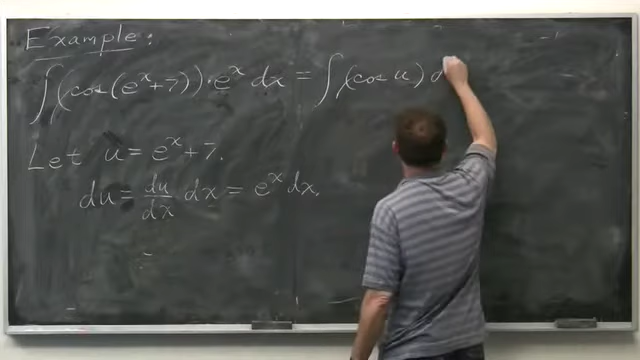 Example:
∫(cos(eˣ+7))·eˣ dx = ∫(cos u) d
Let u = eˣ+7.
du = du/dx dx = eˣ dx.